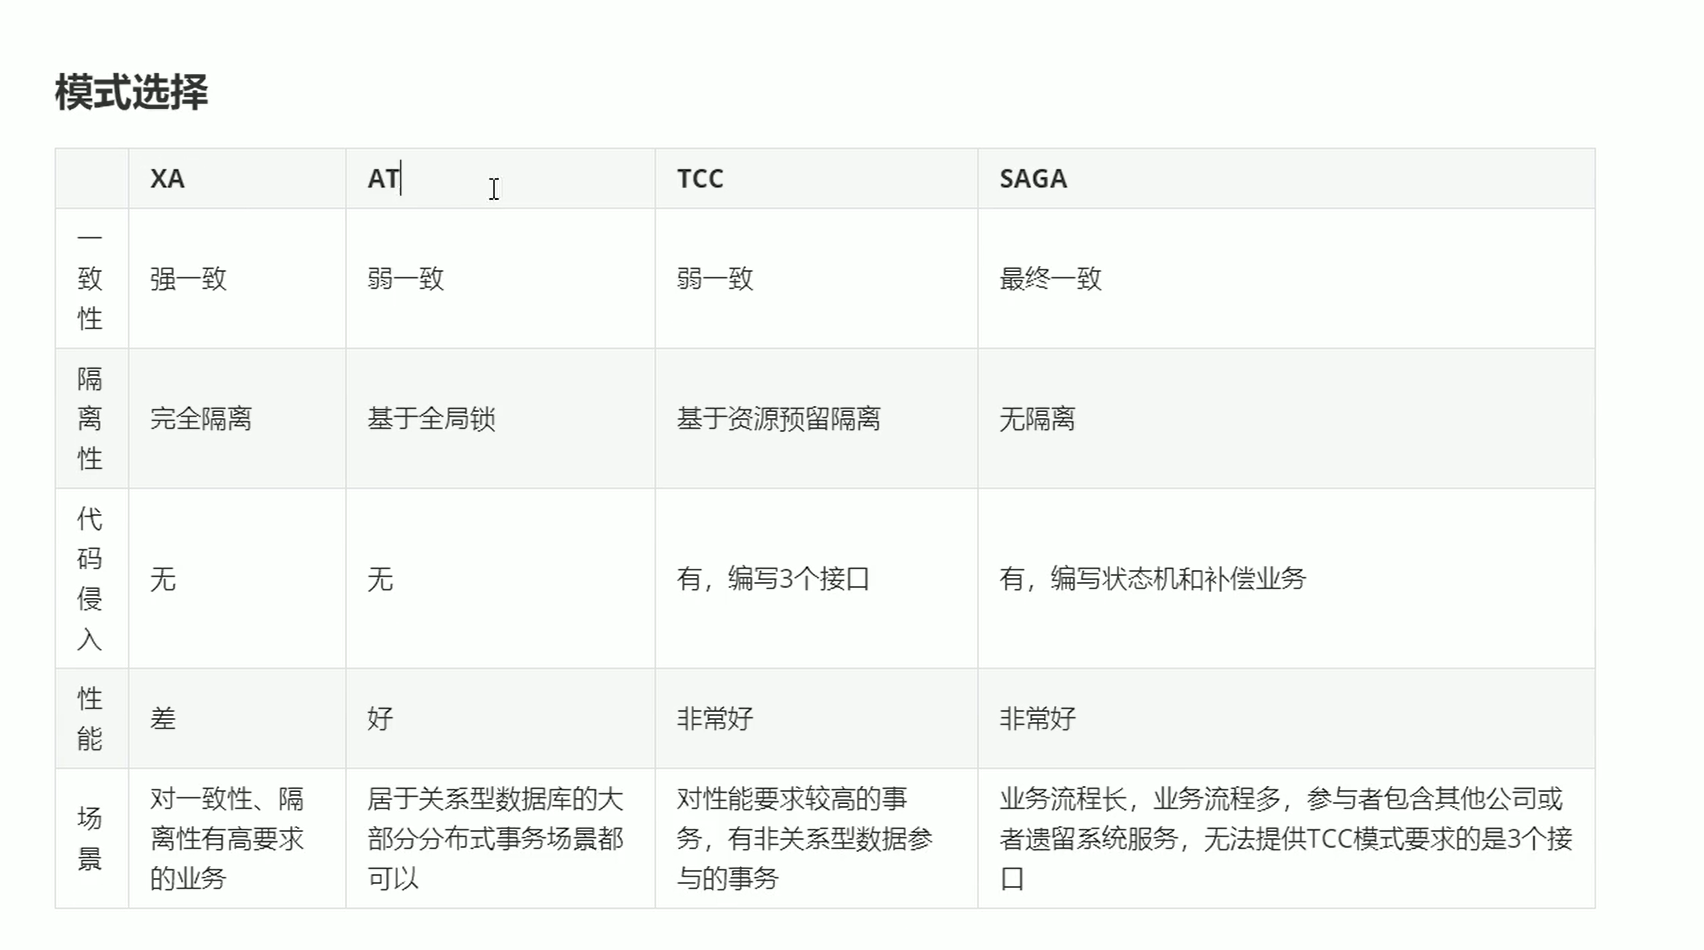 模式选择
XA
AT
TCC
SAGA
一
致
性
强一致
弱一致
弱一致
最终一致
隔
离
性
完全隔离
基于全局锁
基于资源预留隔离
无隔离
代
码
侵
入
无
无
有，编写3个接口
有，编写状态机和补偿业务
性
能
差
好
非常好
非常好
场
景
对一致性、隔
离性有高要求
的业务
居于关系型数据库的大
部分分布式事务场景都
可以
对性能要求较高的事
务，有非关系型数据参
与的事务
业务流程长，业务流程多，参与者包含其他公司或
者遗留系统服务，无法提供TCC模式要求的是3个接
口